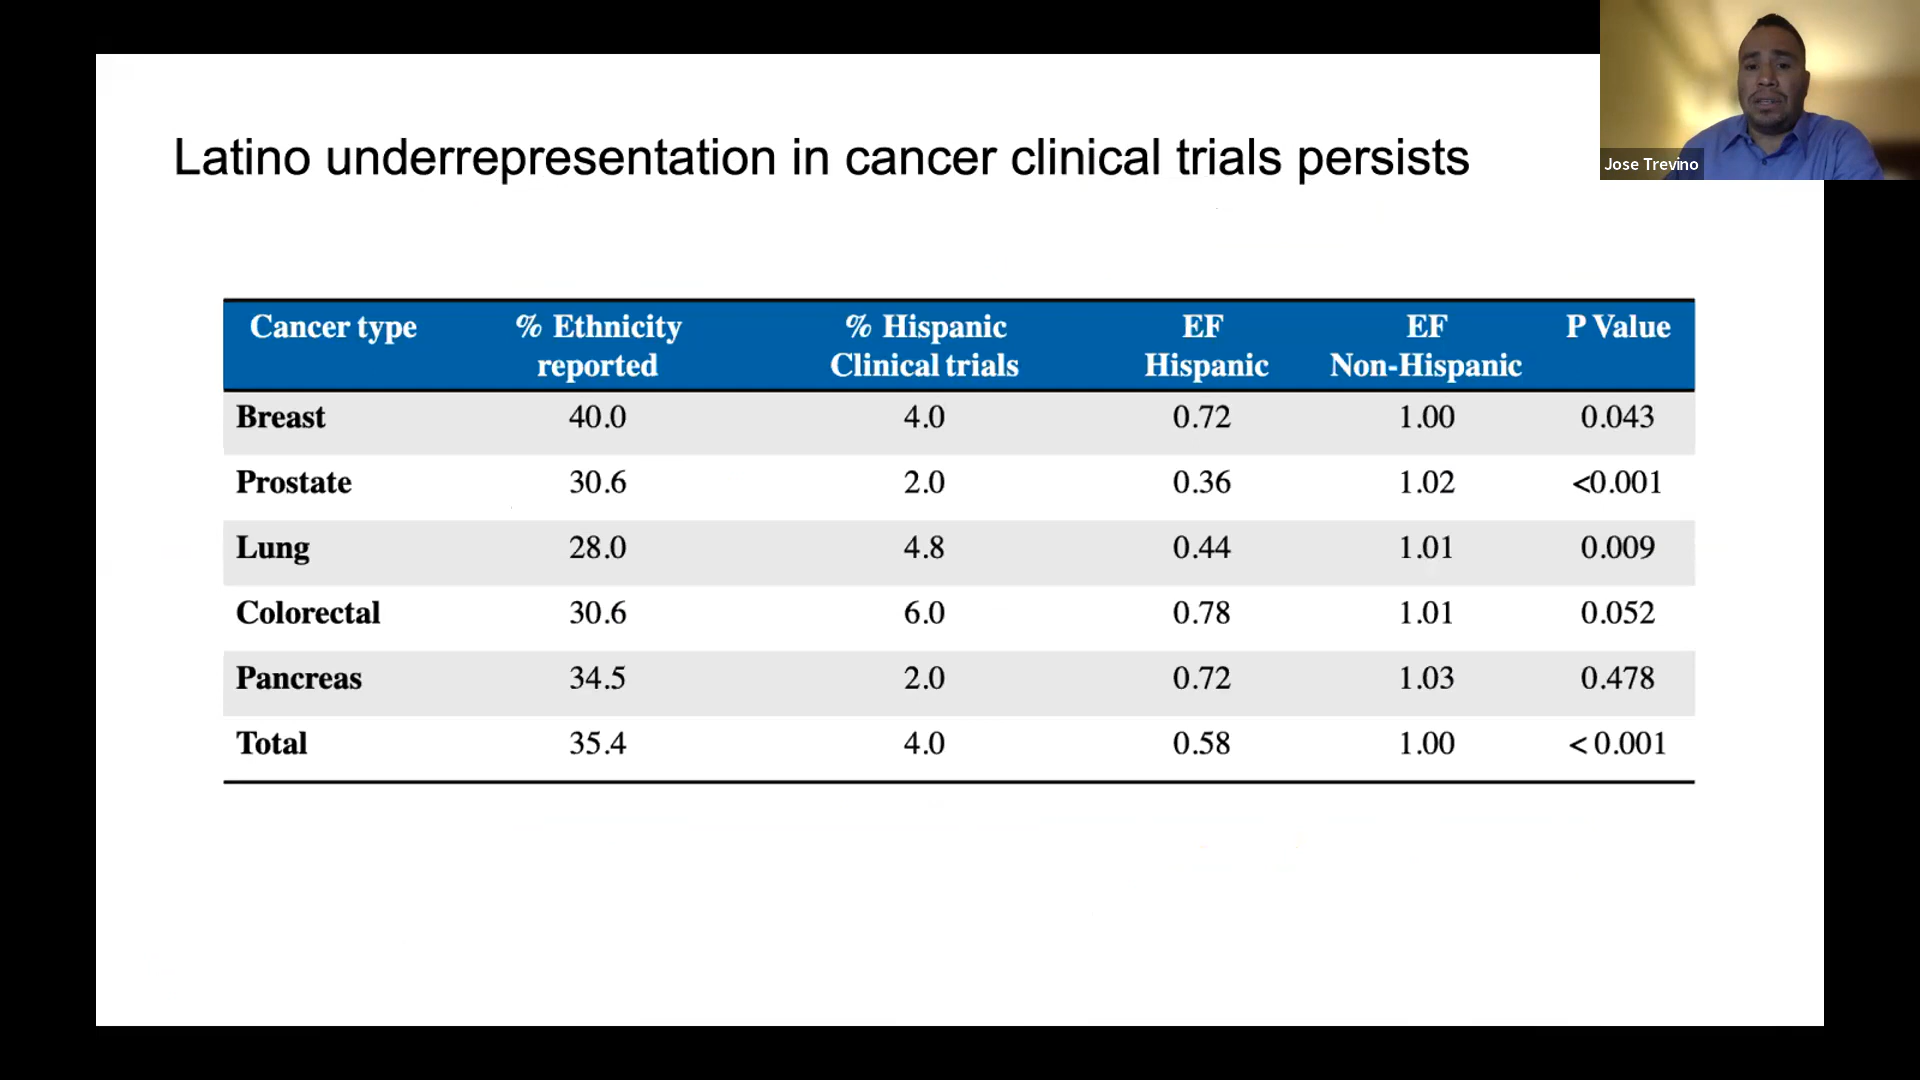 Latino underrepresentation in cancer clinical trials persists
Jose Trevino
Cancer type % Ethnicity reported % Hispanic Clinical trials EF Hispanic EF Non-Hispanic P Value
Breast 40.0 4.0 0.72 1.00 0.043
Prostate 30.6 2.0 0.36 1.02 <0.001
Lung 28.0 4.8 0.44 1.01 0.009
Colorectal 30.6 6.0 0.78 1.01 0.052
Pancreas 34.5 2.0 0.72 1.03 0.478
Total 35.4 4.0 0.58 1.00 < 0.001